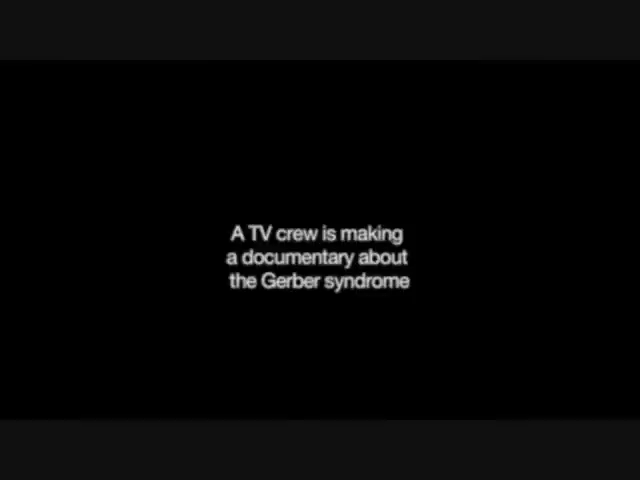 A TV crew is making
a documentary about
the Gerber syndrome